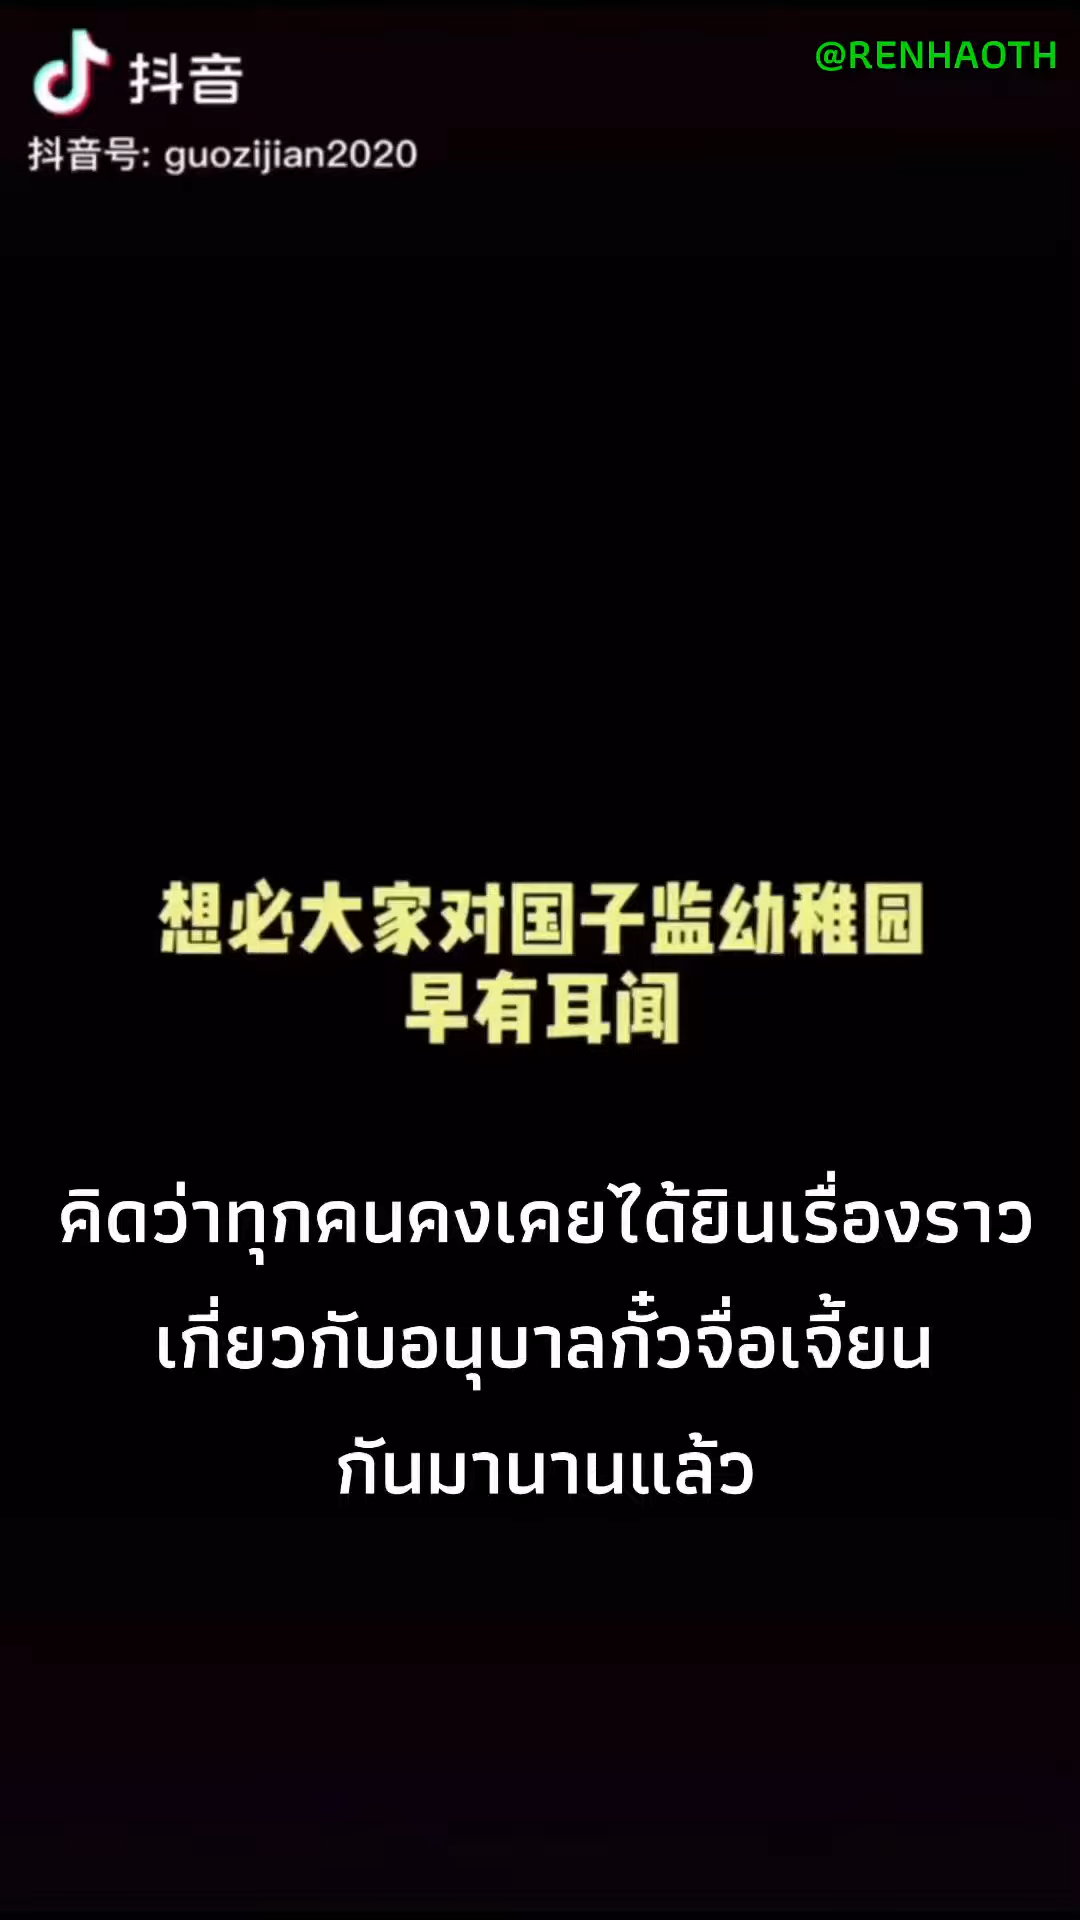 抖音
@RENHAOTH
抖音号: guozijian2020
想必大家对国子监幼稚园
早有耳闻
คิดว่าทุกคนคงเคยได้ยินเรื่องราว
เกี่ยวกับอนุบาลกั๋วจื่อเจี้ยน
กันมานานแล้ว